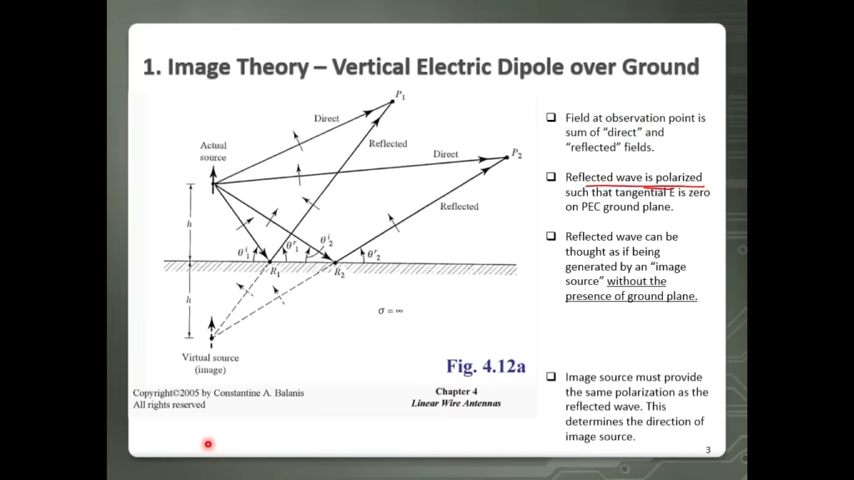 1. Image Theory – Vertical Electric Dipole over Ground
P1
Direct
Actual
source
Reflected
Direct
P2
Reflected
h
θi1
θr1
θi2
θr2
R1
R2
h
σ = ∞
Virtual source
(image)
Fig. 4.12a
Copyright©2005 by Constantine A. Balanis
All rights reserved
Chapter 4
Linear Wire Antennas
❑ Field at observation point is
sum of “direct” and
“reflected” fields.
❑ Reflected wave is polarized
such that tangential E is zero
on PEC ground plane.
❑ Reflected wave can be
thought as if being
generated by an “image
source” without the
presence of ground plane.
❑ Image source must provide
the same polarization as the
reflected wave. This
determines the direction of
image source.
3